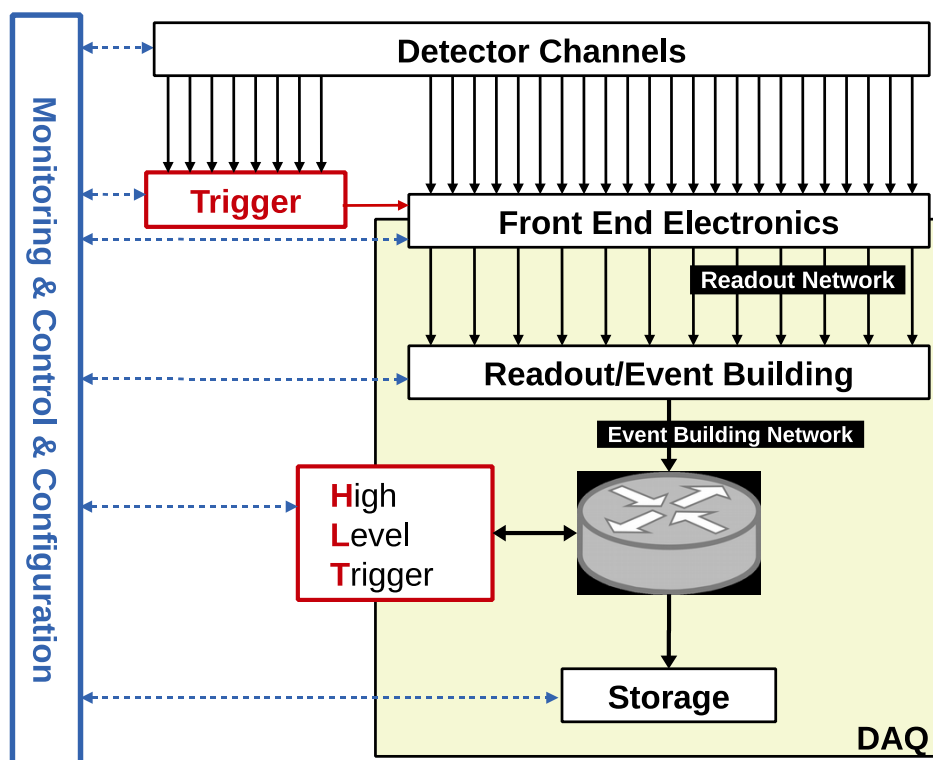 Detector Channels
Monitoring & Control & Configuration
Trigger
Front End Electronics
Readout Network
Readout/Event Building
Event Building Network
High
Level
Trigger
Storage
DAQ